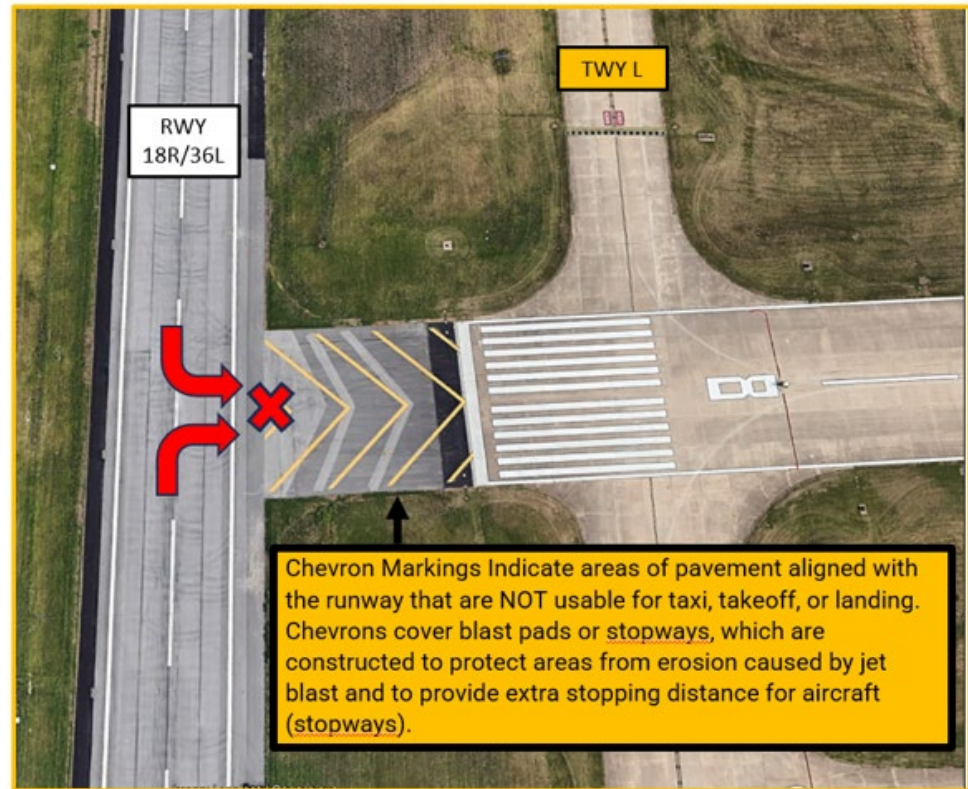 TWY L
RWY
18R/36L
8
Chevron Markings Indicate areas of pavement aligned with
the runway that are NOT usable for taxi, takeoff, or landing.
Chevrons cover blast pads or stopways, which are
constructed to protect areas from erosion caused by jet
blast and to provide extra stopping distance for aircraft
(stopways).